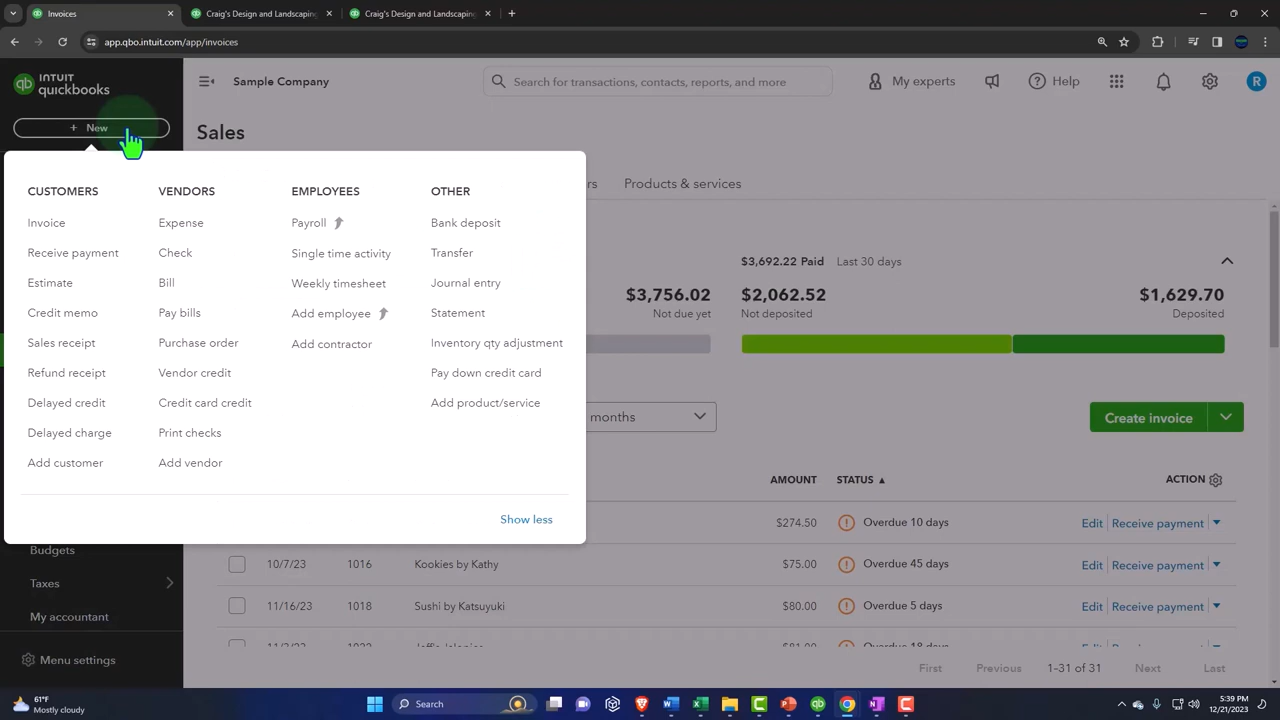 Invoices
Craig's Design and Landscaping
Craig's Design and Landscaping
app.qbo.intuit.com/app/invoices
INTUIT
quickbooks
Sample Company
Search for transactions, contacts, reports, and more
My experts
Help
R
+ New
Sales
Products & services
CUSTOMERS
Invoice
Receive payment
Estimate
Credit memo
Sales receipt
Refund receipt
Delayed credit
Delayed charge
Add customer
VENDORS
Expense
Check
Bill
Pay bills
Purchase order
Vendor credit
Credit card credit
Print checks
Add vendor
EMPLOYEES
Payroll
Single time activity
Weekly timesheet
Add employee
Add contractor
OTHER
Bank deposit
Transfer
Journal entry
Statement
Inventory qty adjustment
Pay down credit card
Add product/service
Show less
$3,692.22 Paid Last 30 days
$3,756.02
Not due yet
$2,062.52
Not deposited
$1,629.70
Deposited
months
Create invoice
AMOUNT STATUS ▲ ACTION
$274.50 Overdue 10 days Edit Receive payment
10/7/23 1016 Kookies by Kathy $75.00 Overdue 45 days Edit Receive payment
11/16/23 1018 Sushi by Katsuyuki $80.00 Overdue 5 days Edit Receive payment
First Previous 1-31 of 31 Next Last
Budgets
Taxes
My accountant
Menu settings
61°F
Mostly cloudy
Search
5:39 PM
12/21/2023